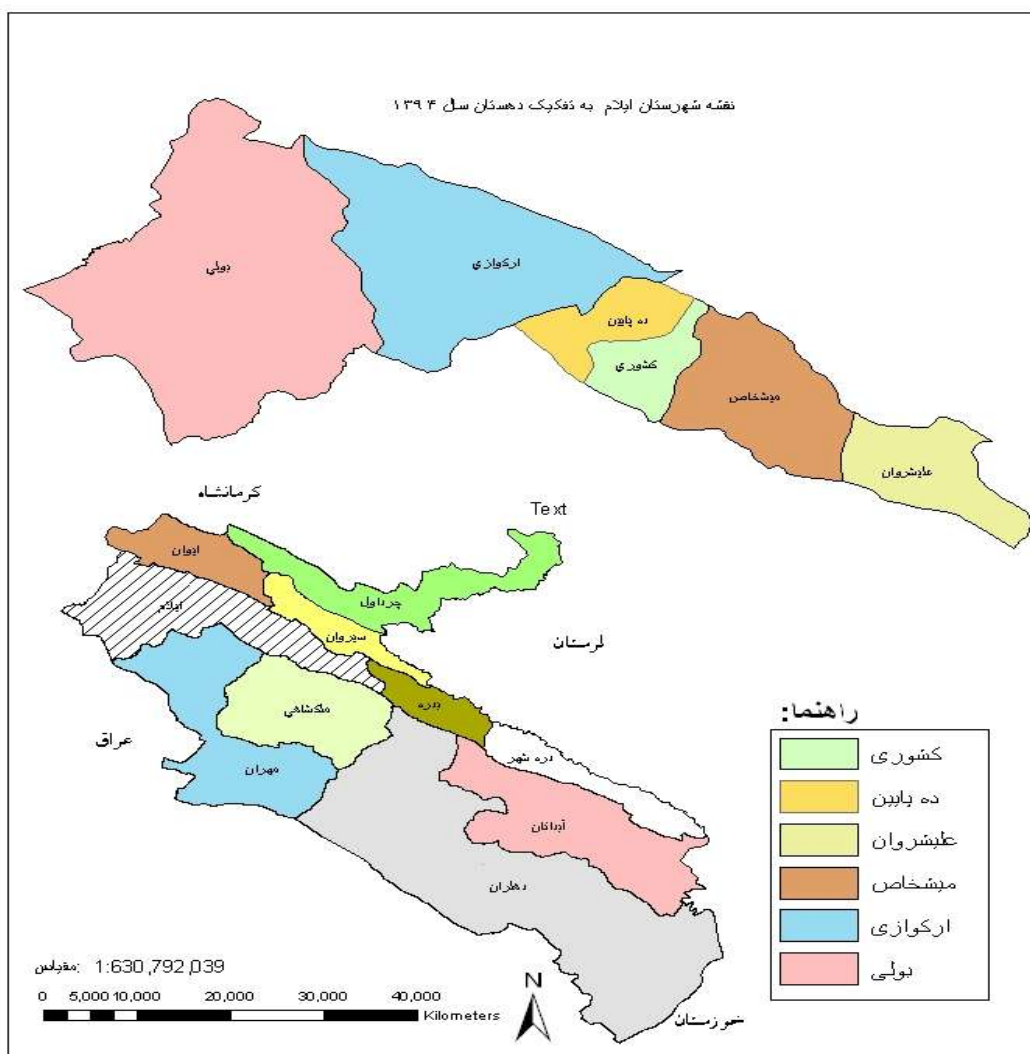 نقشه شهرستان ایلام به تفکیک دهستان سال ۱۳۹۴
بولی
ارکوازی
ده پایین
کشوری
میشخاص
علیشروان
کرمانشاه
Text
ایوان
چرداول
ایلام
سیروان
لرستان
بدره
ملکشاهی
عراق
دره شهر
مهران
آبدانان
دهلران
خوزستان
راهنما:
کشوری
ده پایین
علیشروان
میشخاص
ارکوازی
بولی
مقیاس: 1:630,792,039
0 5,000 10,000 20,000 30,000 40,000
Kilometers
N